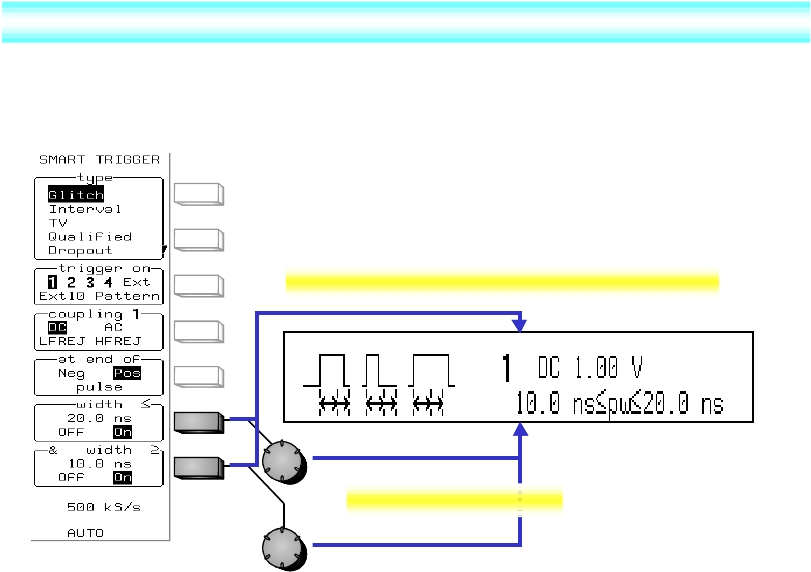 SMART TRIGGER
type
Glitch
Interval
TV
Qualified
Dropout
trigger on
1 2 3 4 Ext
Ext10 Pattern
coupling 1
DC AC
LFREJ HFREJ
at end of
Neg Pos
pulse
width ≤
20.0 ns
OFF On
& width ≥
10.0 ns
OFF On
500 kS/s
AUTO
1 DC 1.00 V
10.0 ns≤pw≤20.0 ns